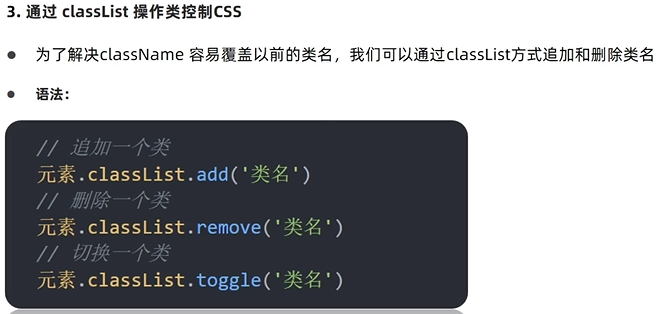 3. 通过 classList 操作类控制CSS
● 为了解决className 容易覆盖以前的类名，我们可以通过classList方式追加和删除类名
● 语法：
// 追加一个类
元素.classList.add('类名')
// 删除一个类
元素.classList.remove('类名')
// 切换一个类
元素.classList.toggle('类名')